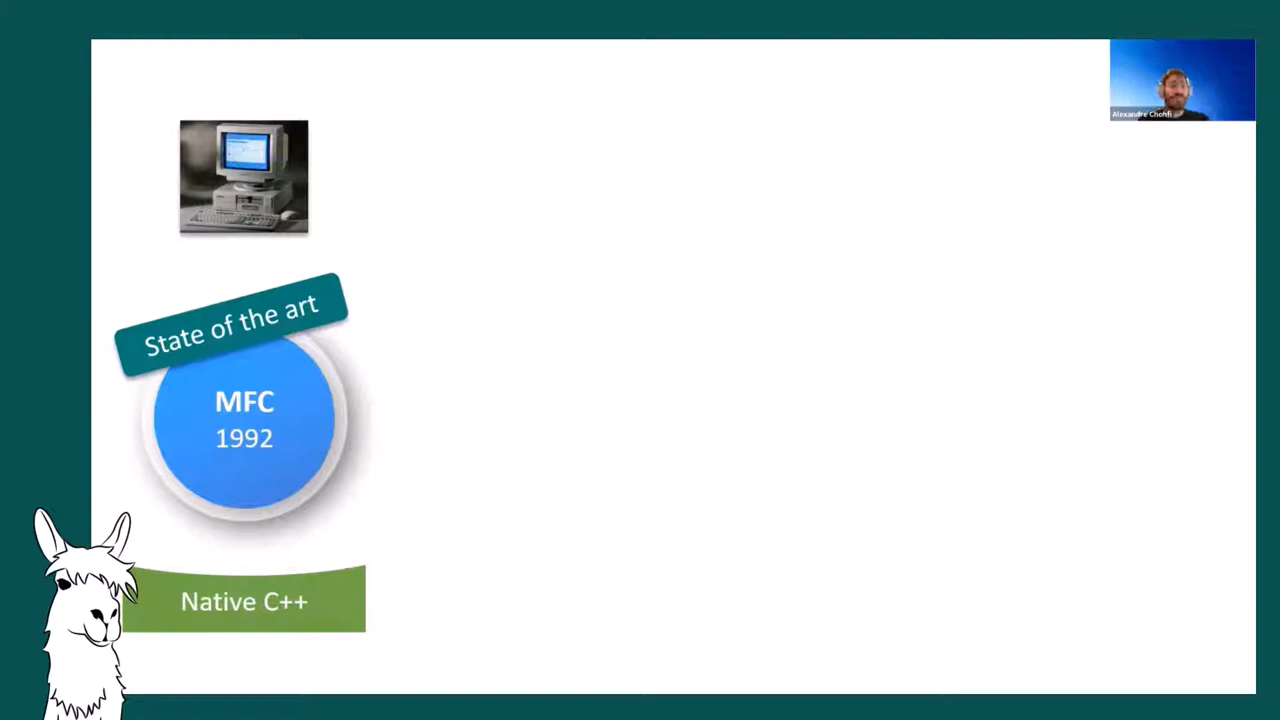 Alexandre Chohfi
State of the art
MFC
1992
Native C++